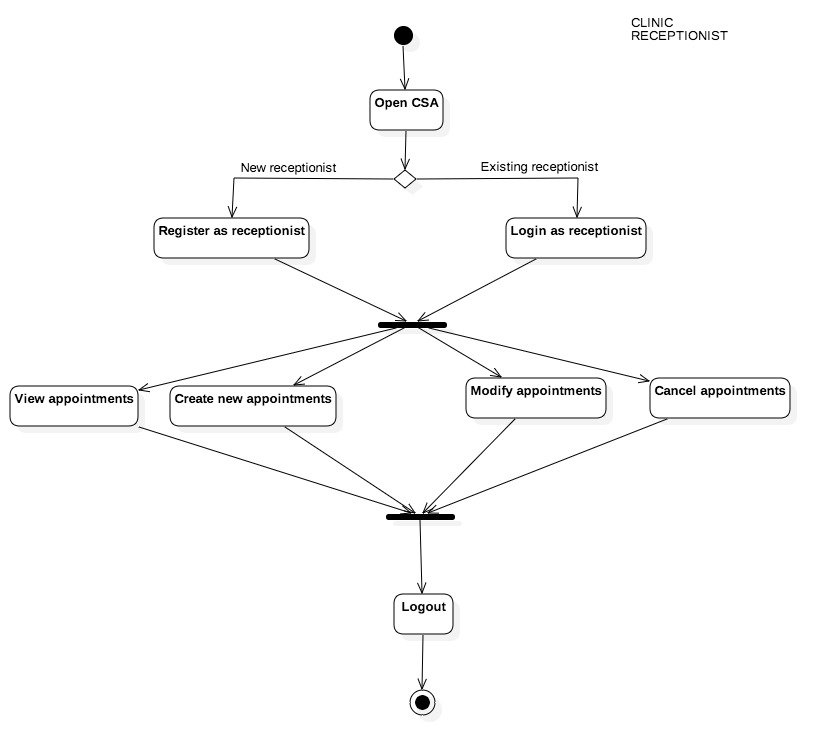 CLINIC
RECEPTIONIST
Open CSA
New receptionist
Existing receptionist
Register as receptionist
Login as receptionist
View appointments
Create new appointments
Modify appointments
Cancel appointments
Logout